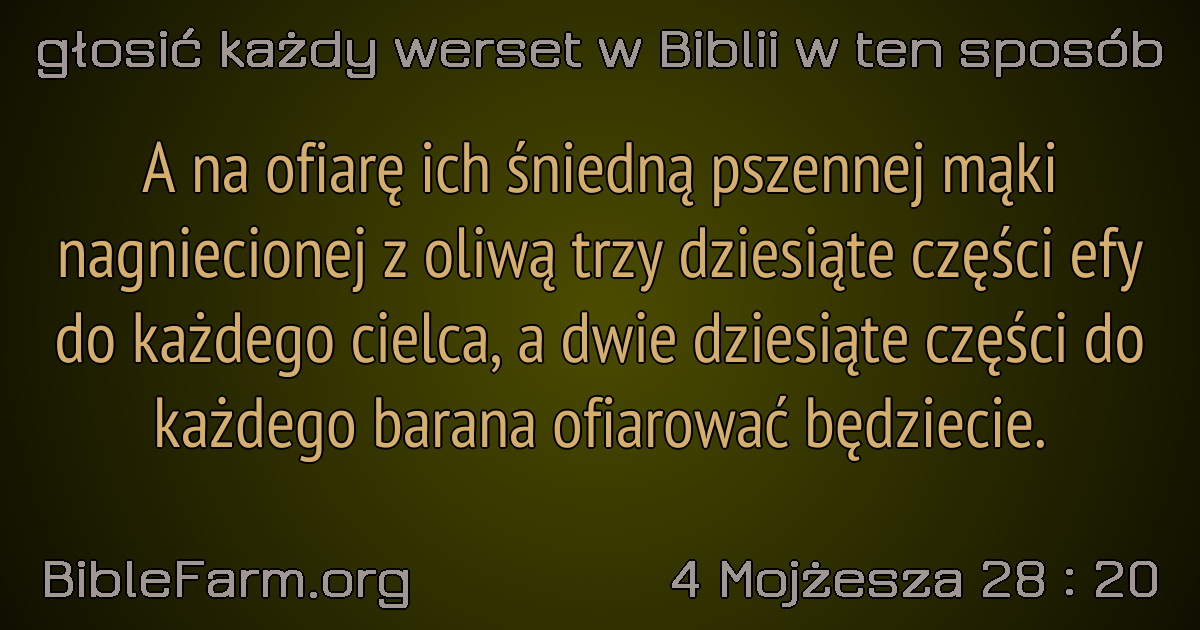 głosić każdy werset w Biblii w ten sposób
A na ofiarę ich śniedną pszennej mąki
nagniecionej z oliwą trzy dziesiąte części efy
do każdego cielca, a dwie dziesiąte części do
każdego barana ofiarować będziecie.
BibleFarm.org
4 Mojżesza 28 : 20